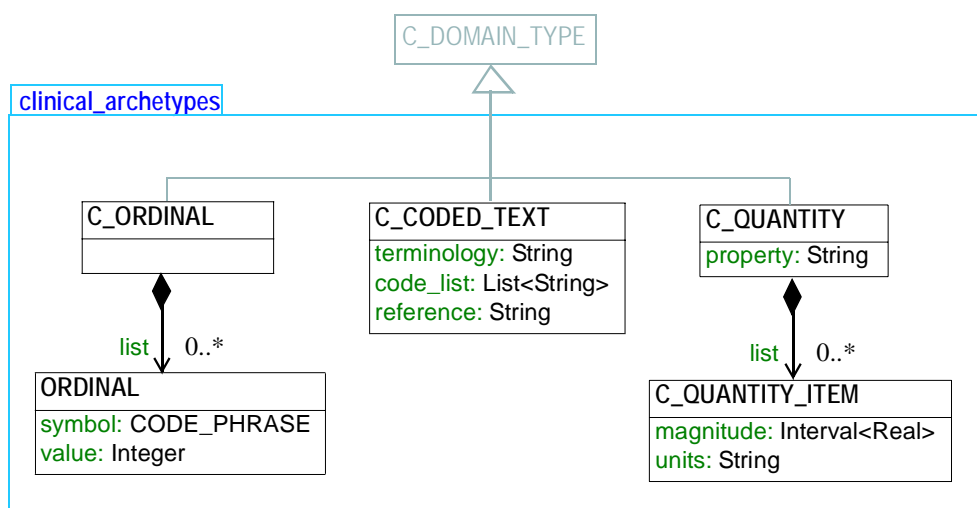 C_DOMAIN_TYPE
clinical_archetypes
C_ORDINAL
C_CODED_TEXT
terminology: String
code_list: List<String>
reference: String
C_QUANTITY
property: String
list 0..*
list 0..*
ORDINAL
symbol: CODE_PHRASE
value: Integer
C_QUANTITY_ITEM
magnitude: Interval<Real>
units: String